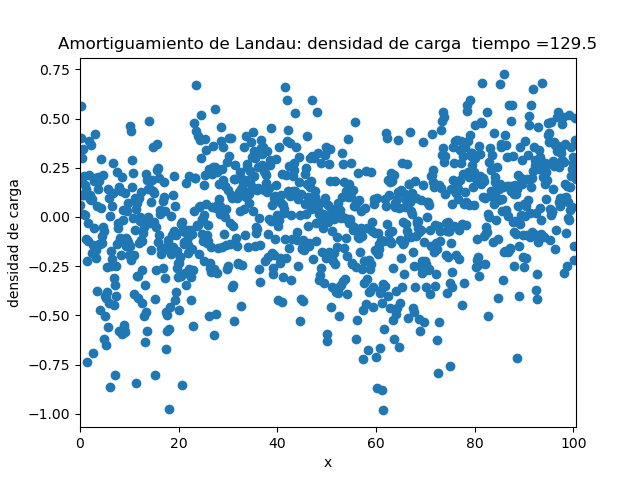 Amortiguamiento de Landau: densidad de carga  tiempo =129.5
0.75
0.50
0.25
0.00
−0.25
−0.50
−0.75
−1.00
densidad de carga
0 20 40 60 80 100
x